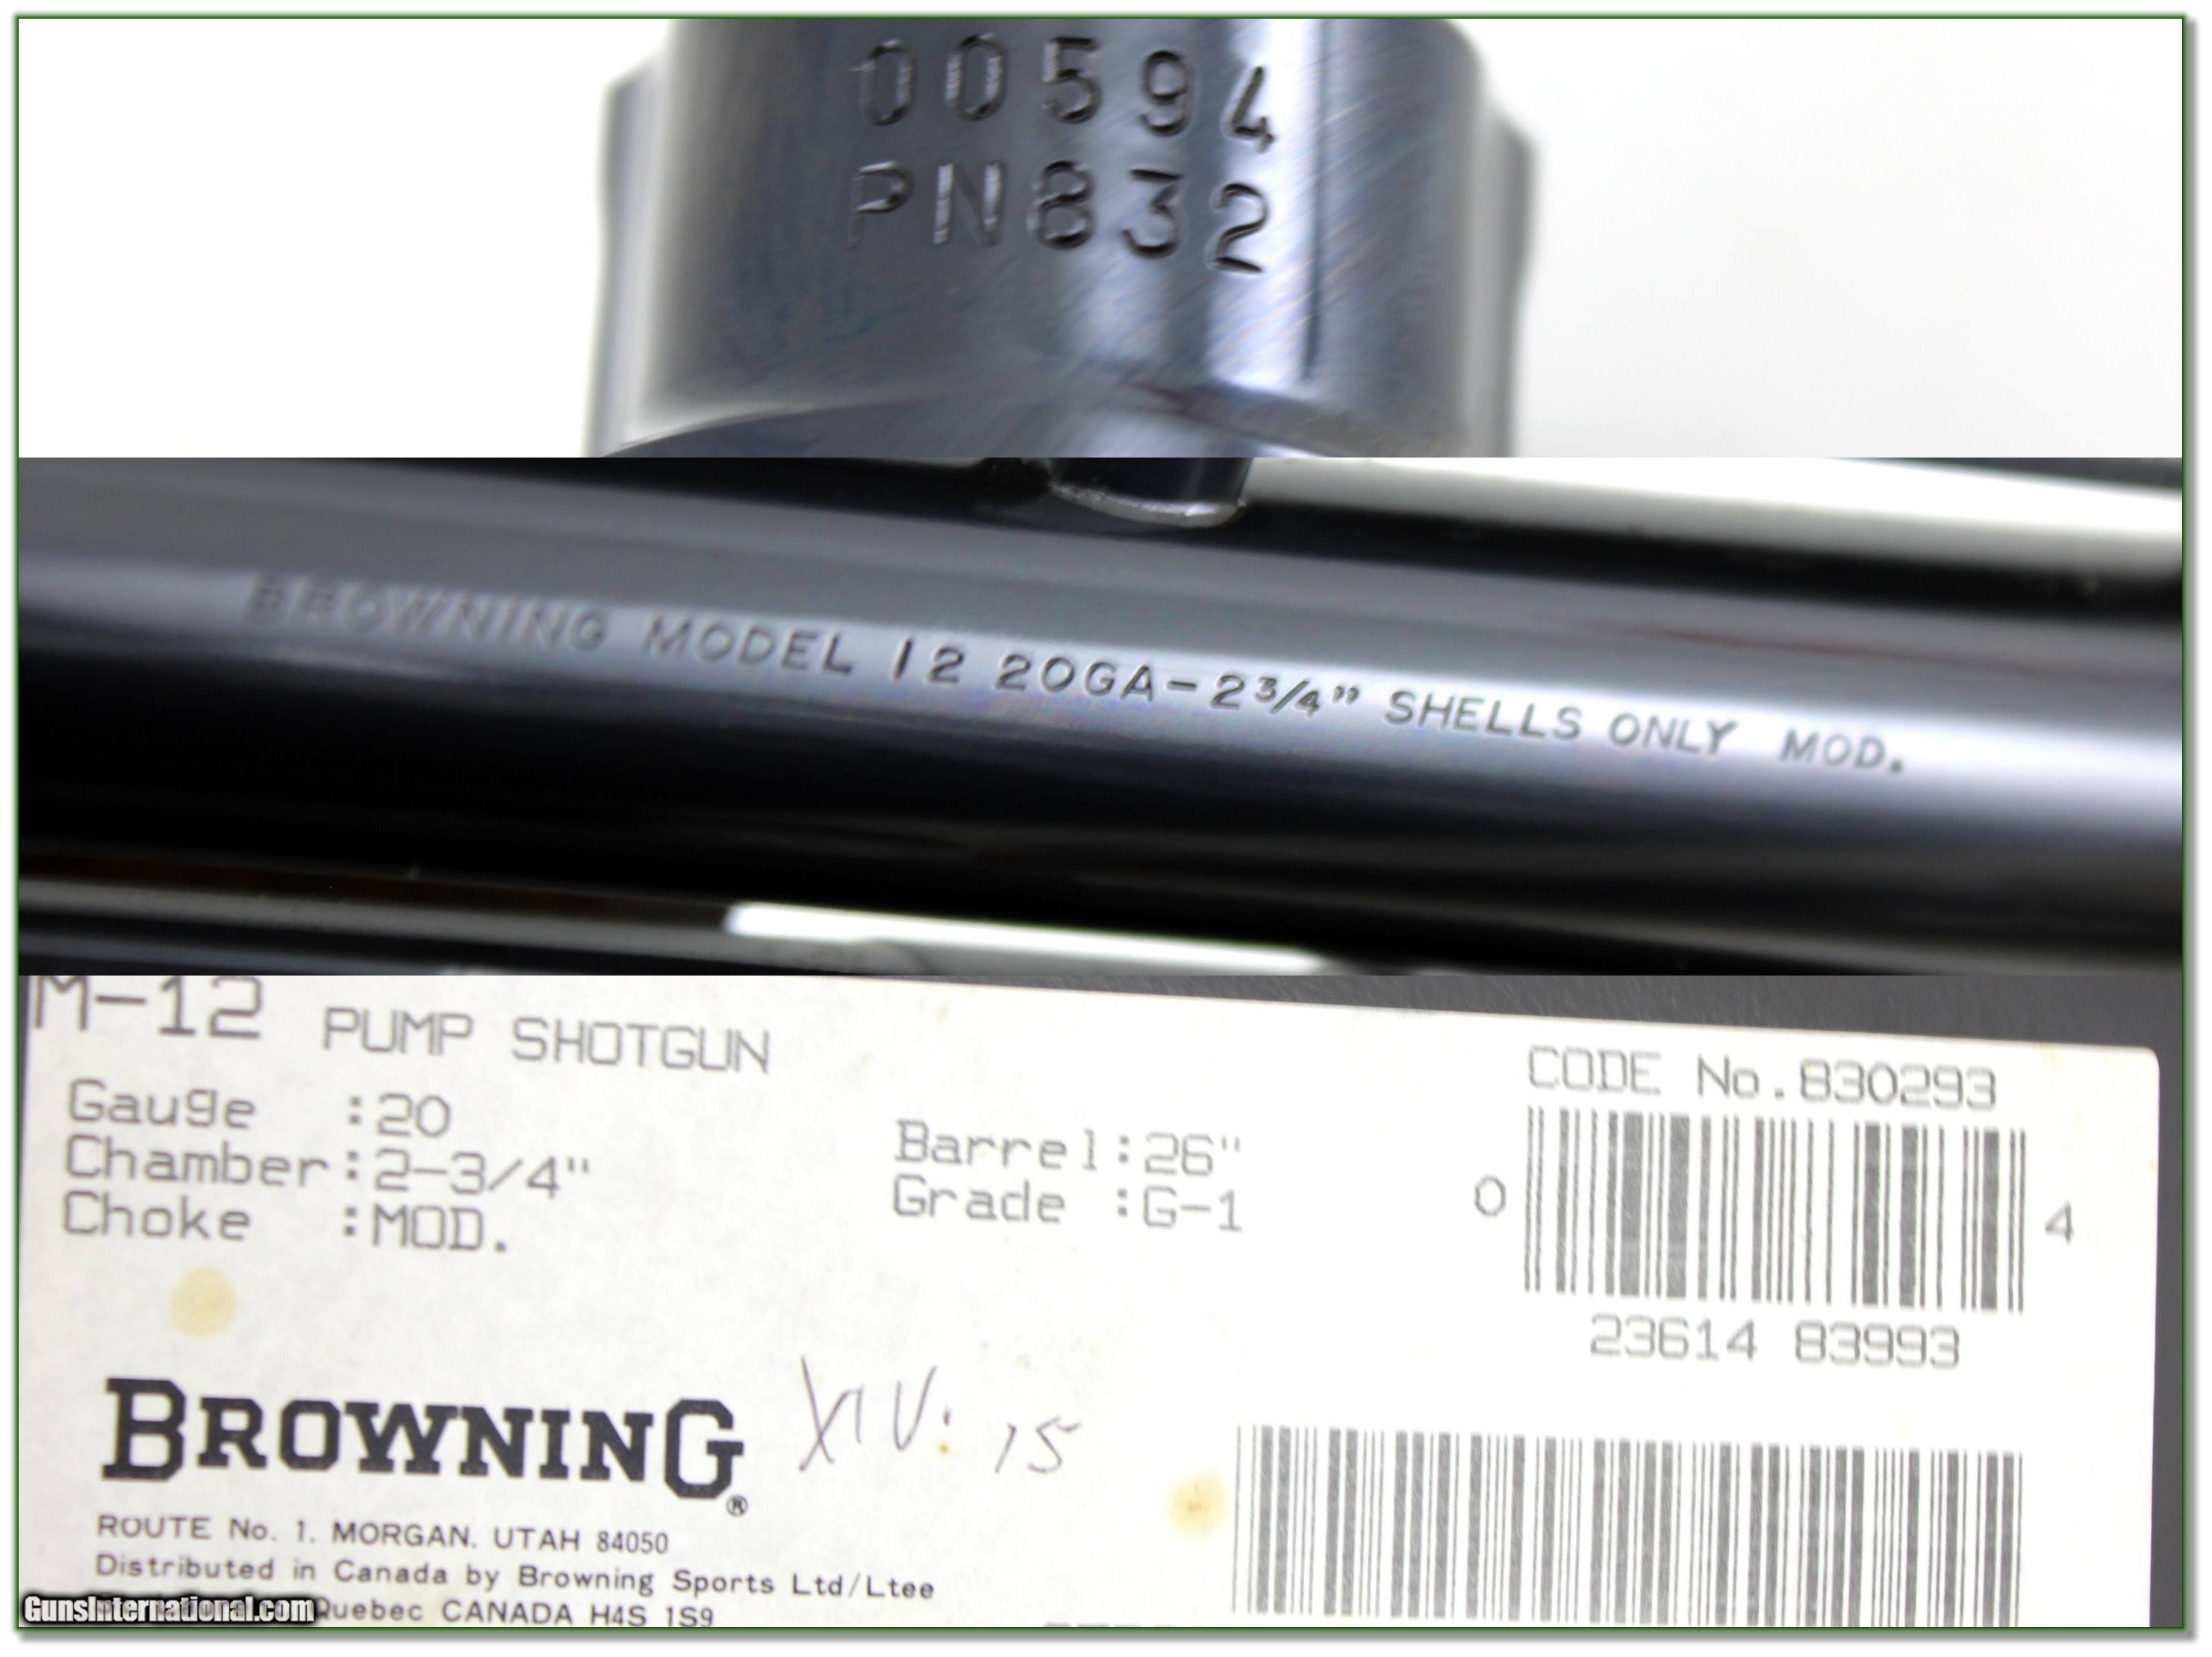 00594
PN832
BROWNING MODEL 12 20GA-2¾" SHELLS ONLY MOD.
M-12 PUMP SHOTGUN
Gauge :20
Chamber:2-3/4"
Choke :MOD.
Barrel:26"
Grade :G-1
CODE No.830293
0 4
23614 83993
BROWNING®
XIV: 15
ROUTE No. 1. MORGAN. UTAH 84050
Distributed in Canada by Browning Sports Ltd/Ltee
Quebec CANADA H4S 1S9
GunsInternational.com